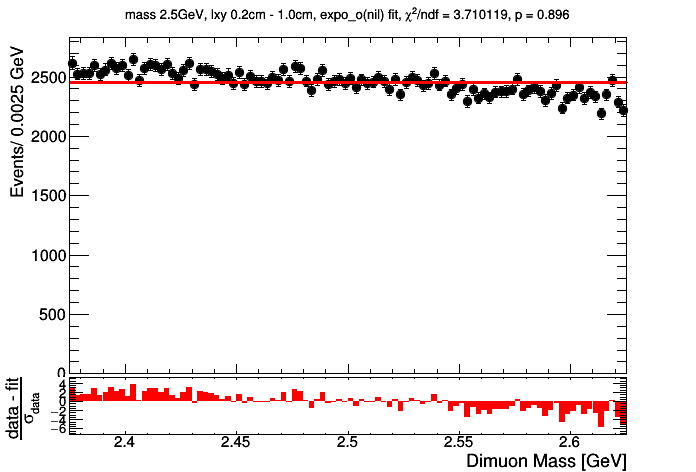 mass 2.5GeV, lxy 0.2cm - 1.0cm, expo_o(nil) fit, χ²/ndf = 3.710119, p = 0.896
Events/ 0.0025 GeV
2500
2000
1500
1000
500
0
data - fit
σdata
4
2
0
−2
−4
−6
2.4 2.45 2.5 2.55 2.6
Dimuon Mass [GeV]